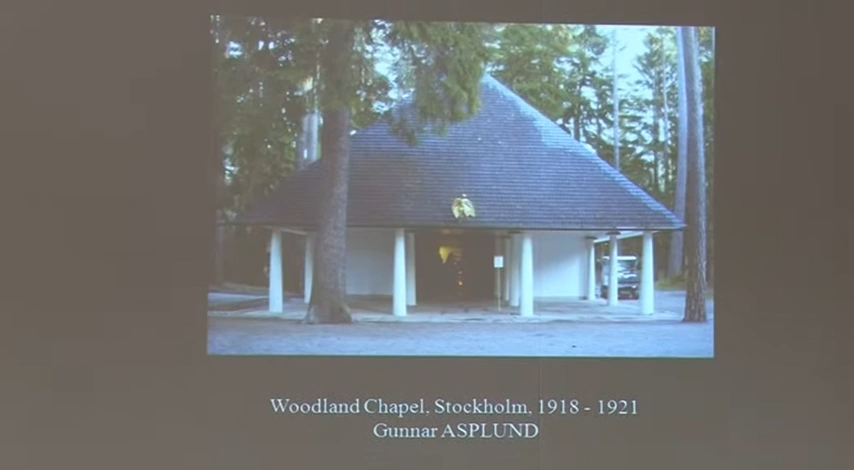 Woodland Chapel, Stockholm, 1918 - 1921
Gunnar ASPLUND